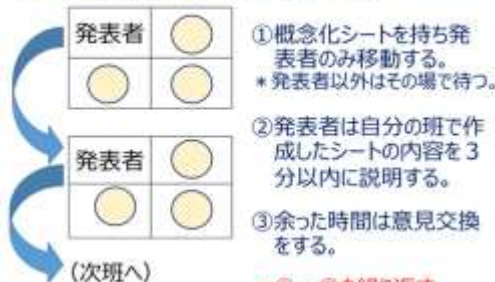 発表者
①概念化シートを持ち発
表者のみ移動する。
*発表者以外はその場で待つ。
②発表者は自分の班で作
成したシートの内容を3
分以内に説明する。
発表者
③余った時間は意見交換
をする。
(次班へ)